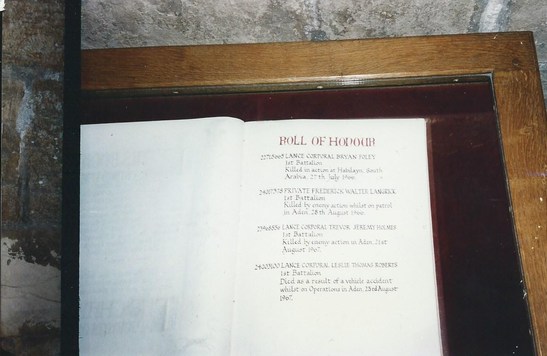 ROLL OF HONOUR
LANCE CORPORAL BRYAN FOLEY
1st Battalion
Killed in action at Habilayn, South
Arabia, 27th July 1966.
PRIVATE FREDERICK WALTER
1st Battalion
Killed by enemy action whilst on patrol
in Aden, 28th August 1966.
LANCE CORPORAL TREVOR JEREMY HOLMES
1st Battalion
Killed by enemy action in Aden, 21st
August 1967.
LANCE CORPORAL LESLIE THOMAS ROBERTS
1st Battalion
Died as a result of a vehicle accident
whilst on Operations in Aden, 23rd August
1967.